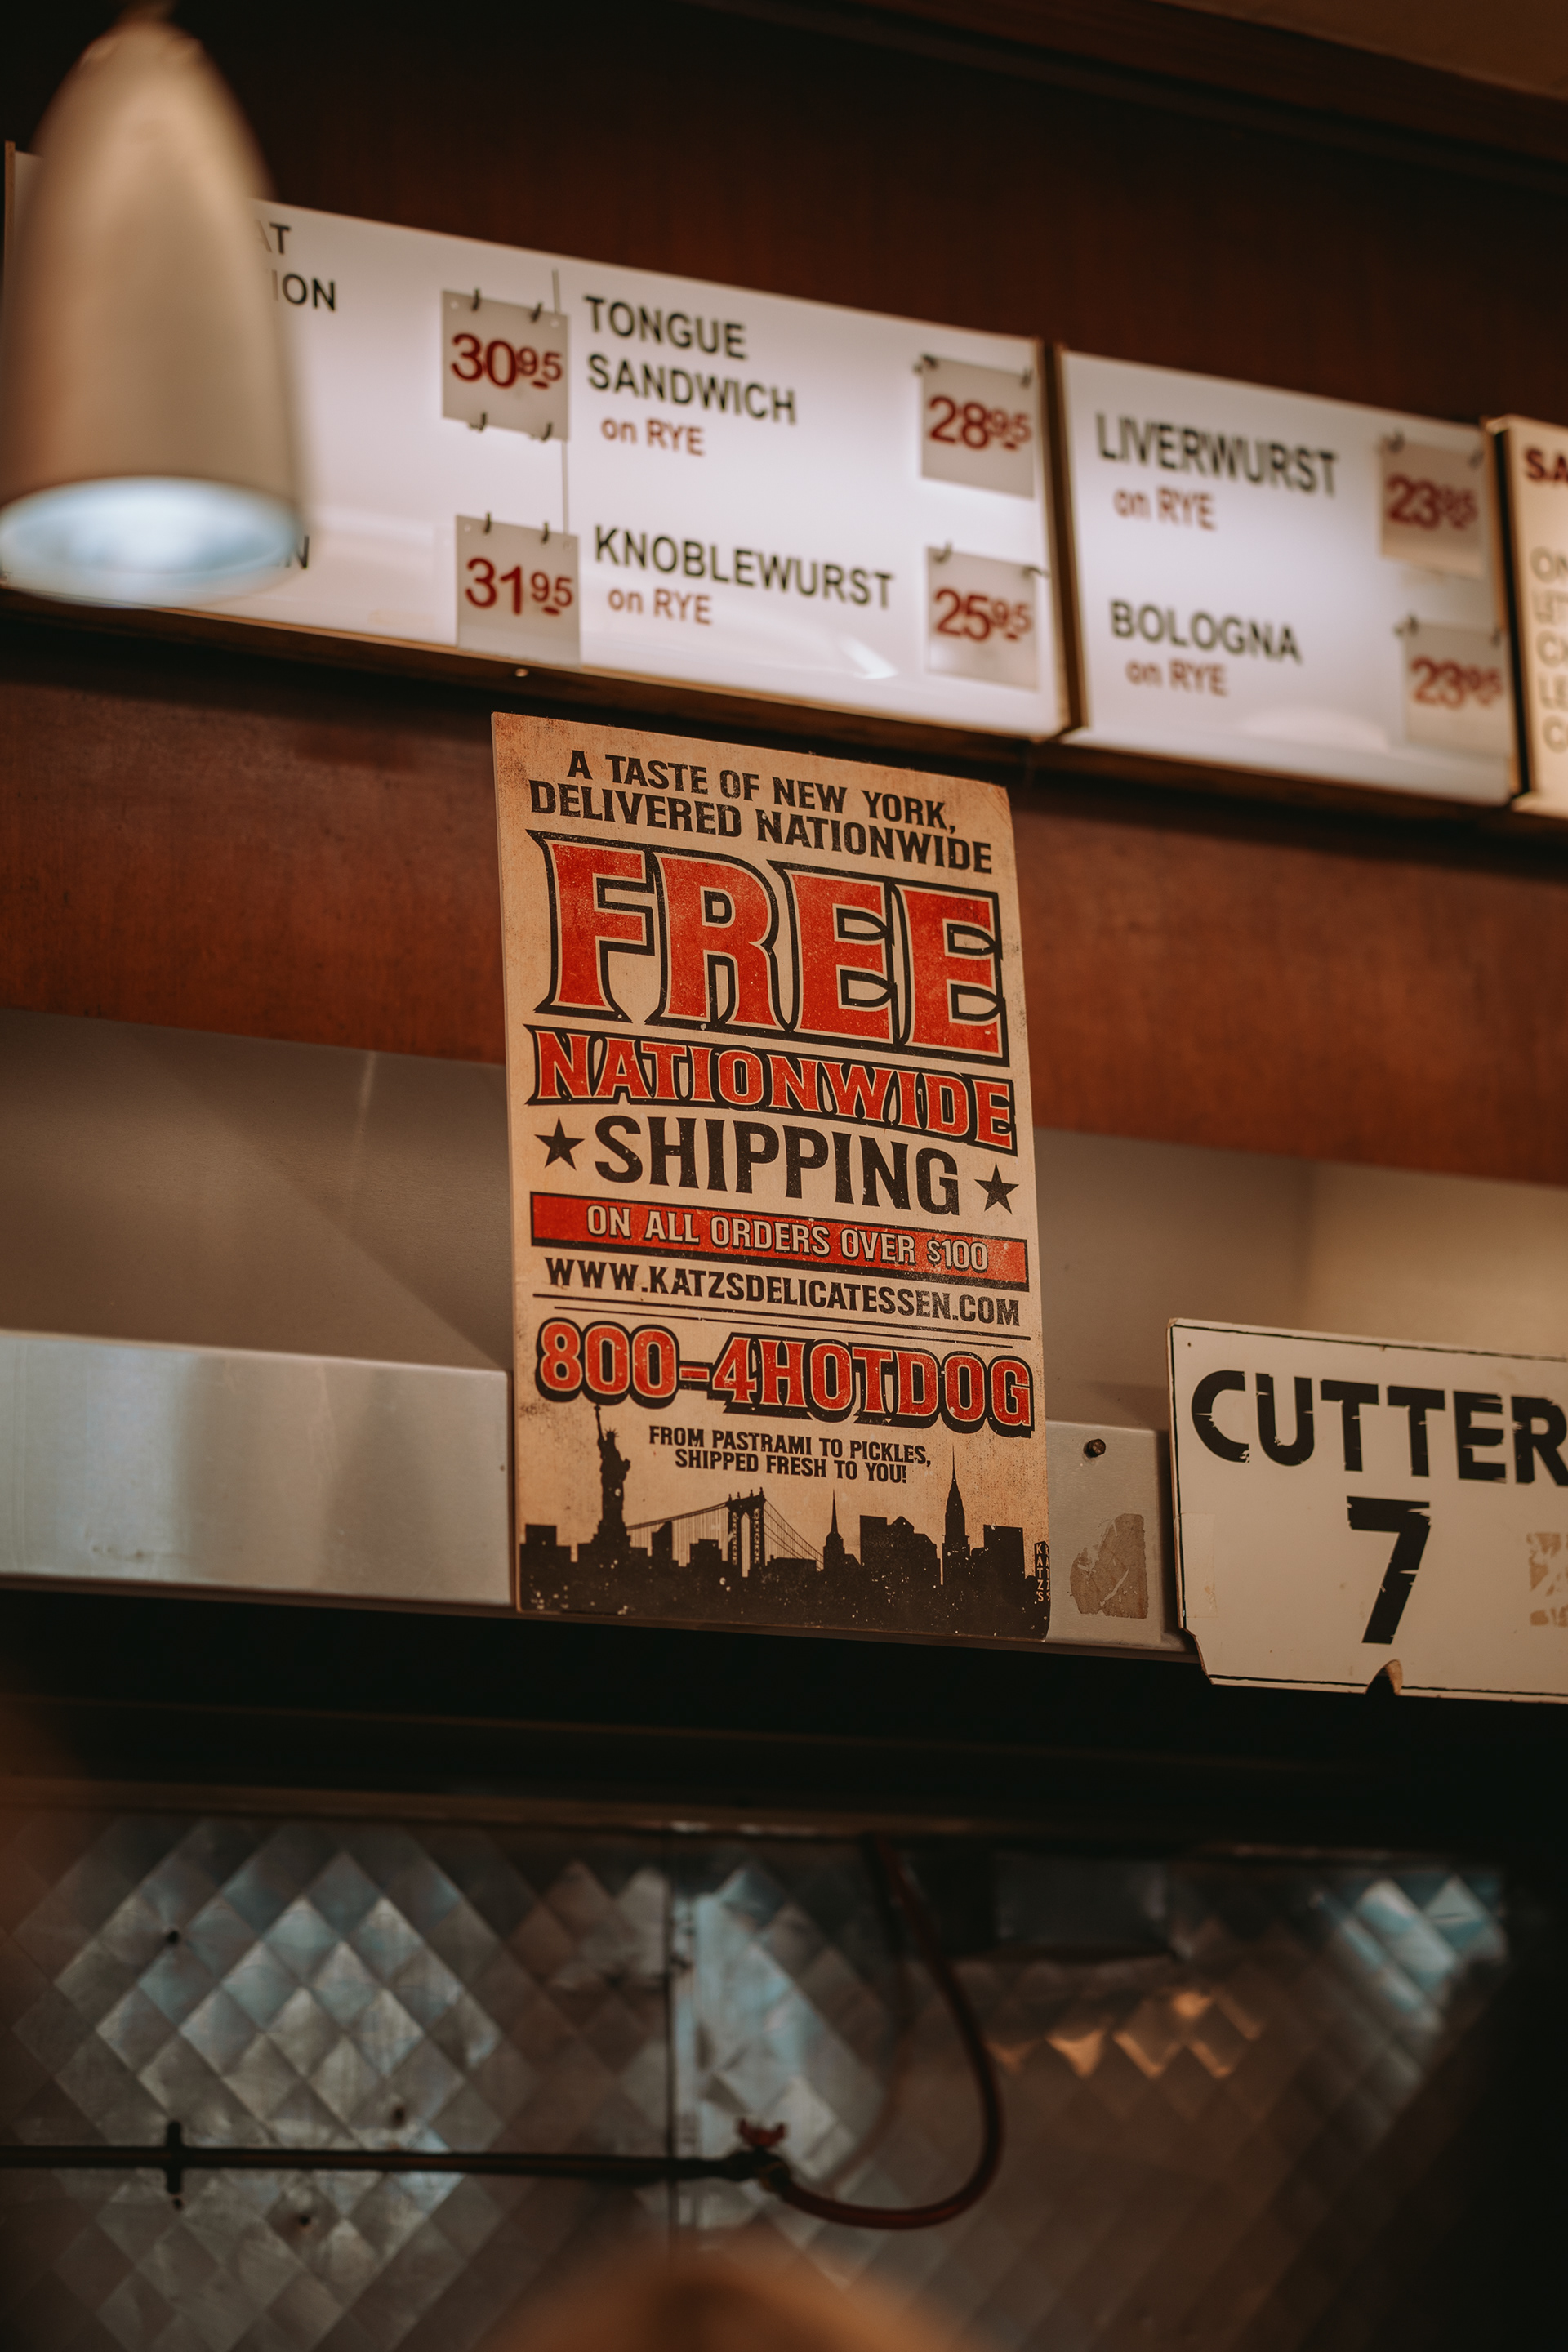 30.95
31.95
TONGUE
SANDWICH
on RYE
28.95
KNOBLEWURST
on RYE
25.95
LIVERWURST
on RYE
23.95
BOLOGNA
on RYE
23.95
A TASTE OF NEW YORK,
DELIVERED NATIONWIDE
FREE
NATIONWIDE
★ SHIPPING ★
ON ALL ORDERS OVER $100
WWW.KATZSDELICATESSEN.COM
800-4HOTDOG
FROM PASTRAMI TO PICKLES,
SHIPPED FRESH TO YOU!
KATZ'S
CUTTER
7